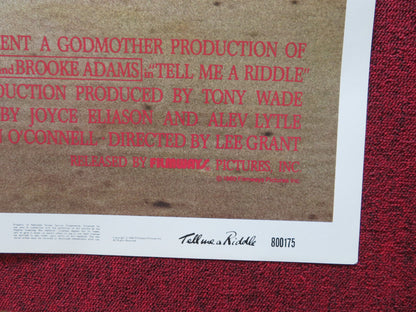 ENT A GODMOTHER PRODUCTION OF
and BROOKE ADAMS in "TELL ME A RIDDLE"
DUCTION PRODUCED BY TONY WADE
BY JOYCE ELIASON AND ALEV LYTLE
N O'CONNELL - DIRECTED BY LEE GRANT
RELEASED BY FILMWAYS PICTURES, INC
Tell me a Riddle 800175